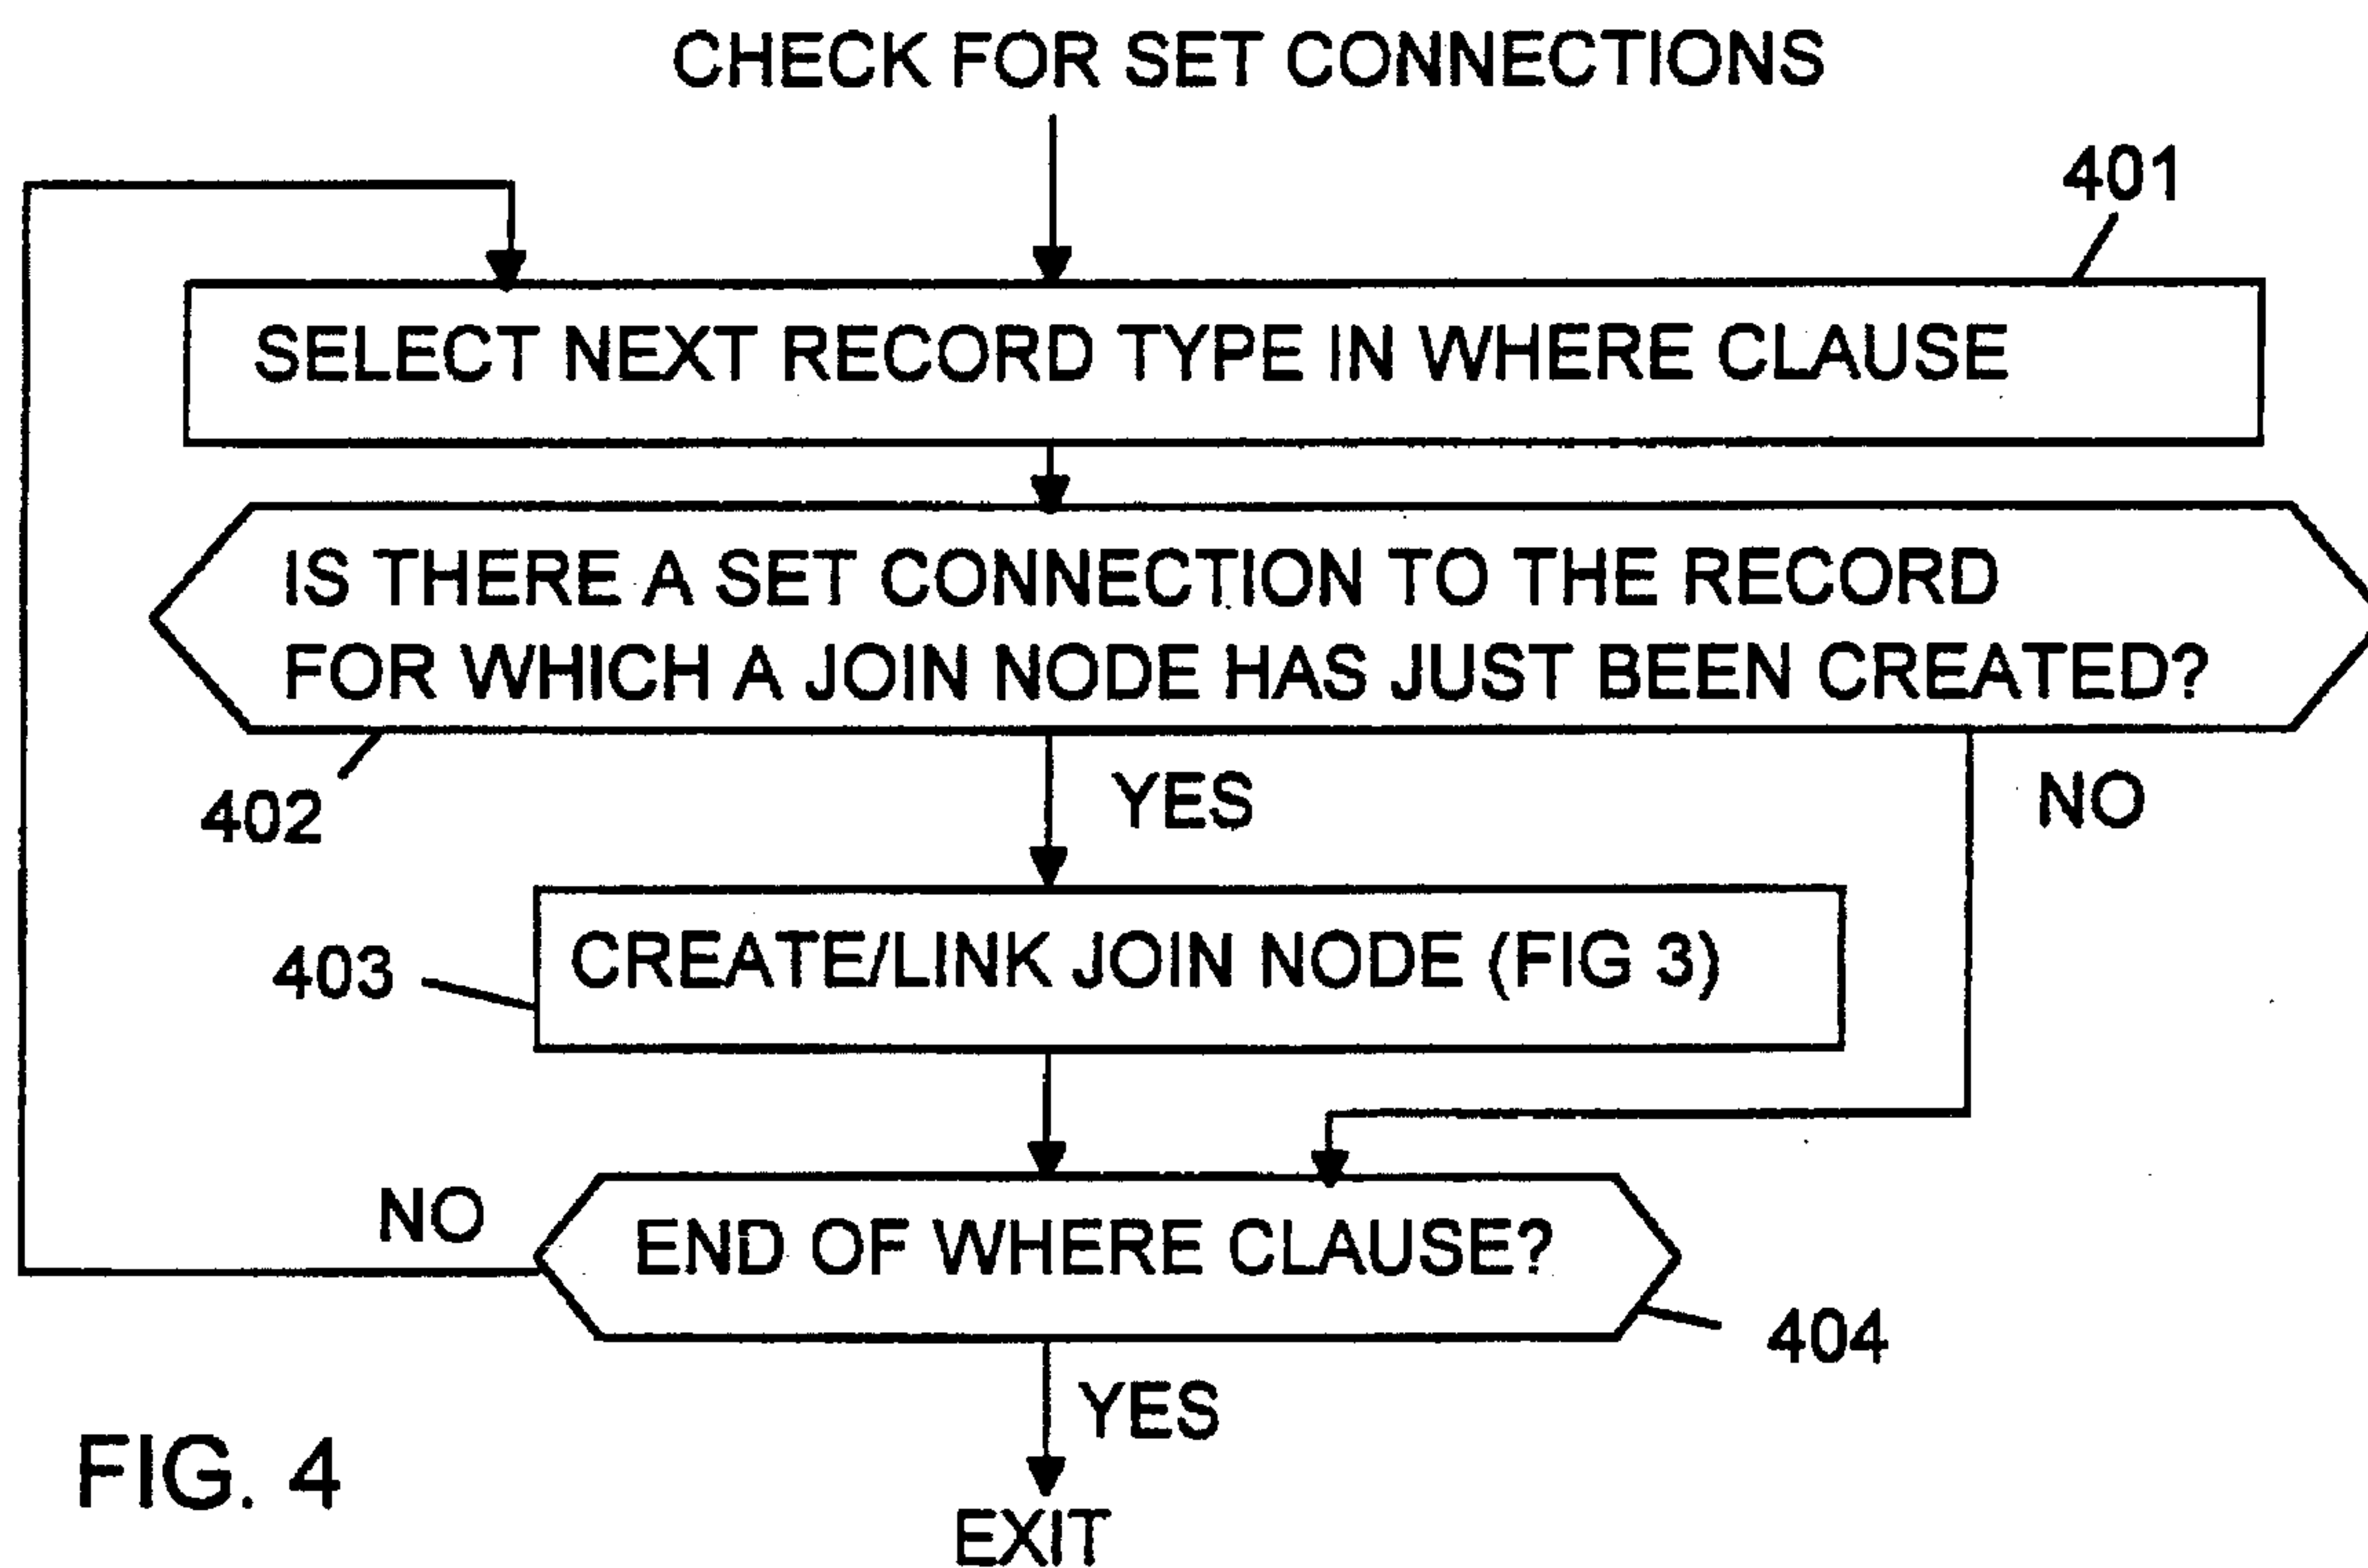 CHECK FOR SET CONNECTIONS
401
SELECT NEXT RECORD TYPE IN WHERE CLAUSE
IS THERE A SET CONNECTION TO THE RECORD
FOR WHICH A JOIN NODE HAS JUST BEEN CREATED?
402
YES
NO
403
CREATE/LINK JOIN NODE (FIG 3)
NO
END OF WHERE CLAUSE?
404
YES
FIG. 4
EXIT